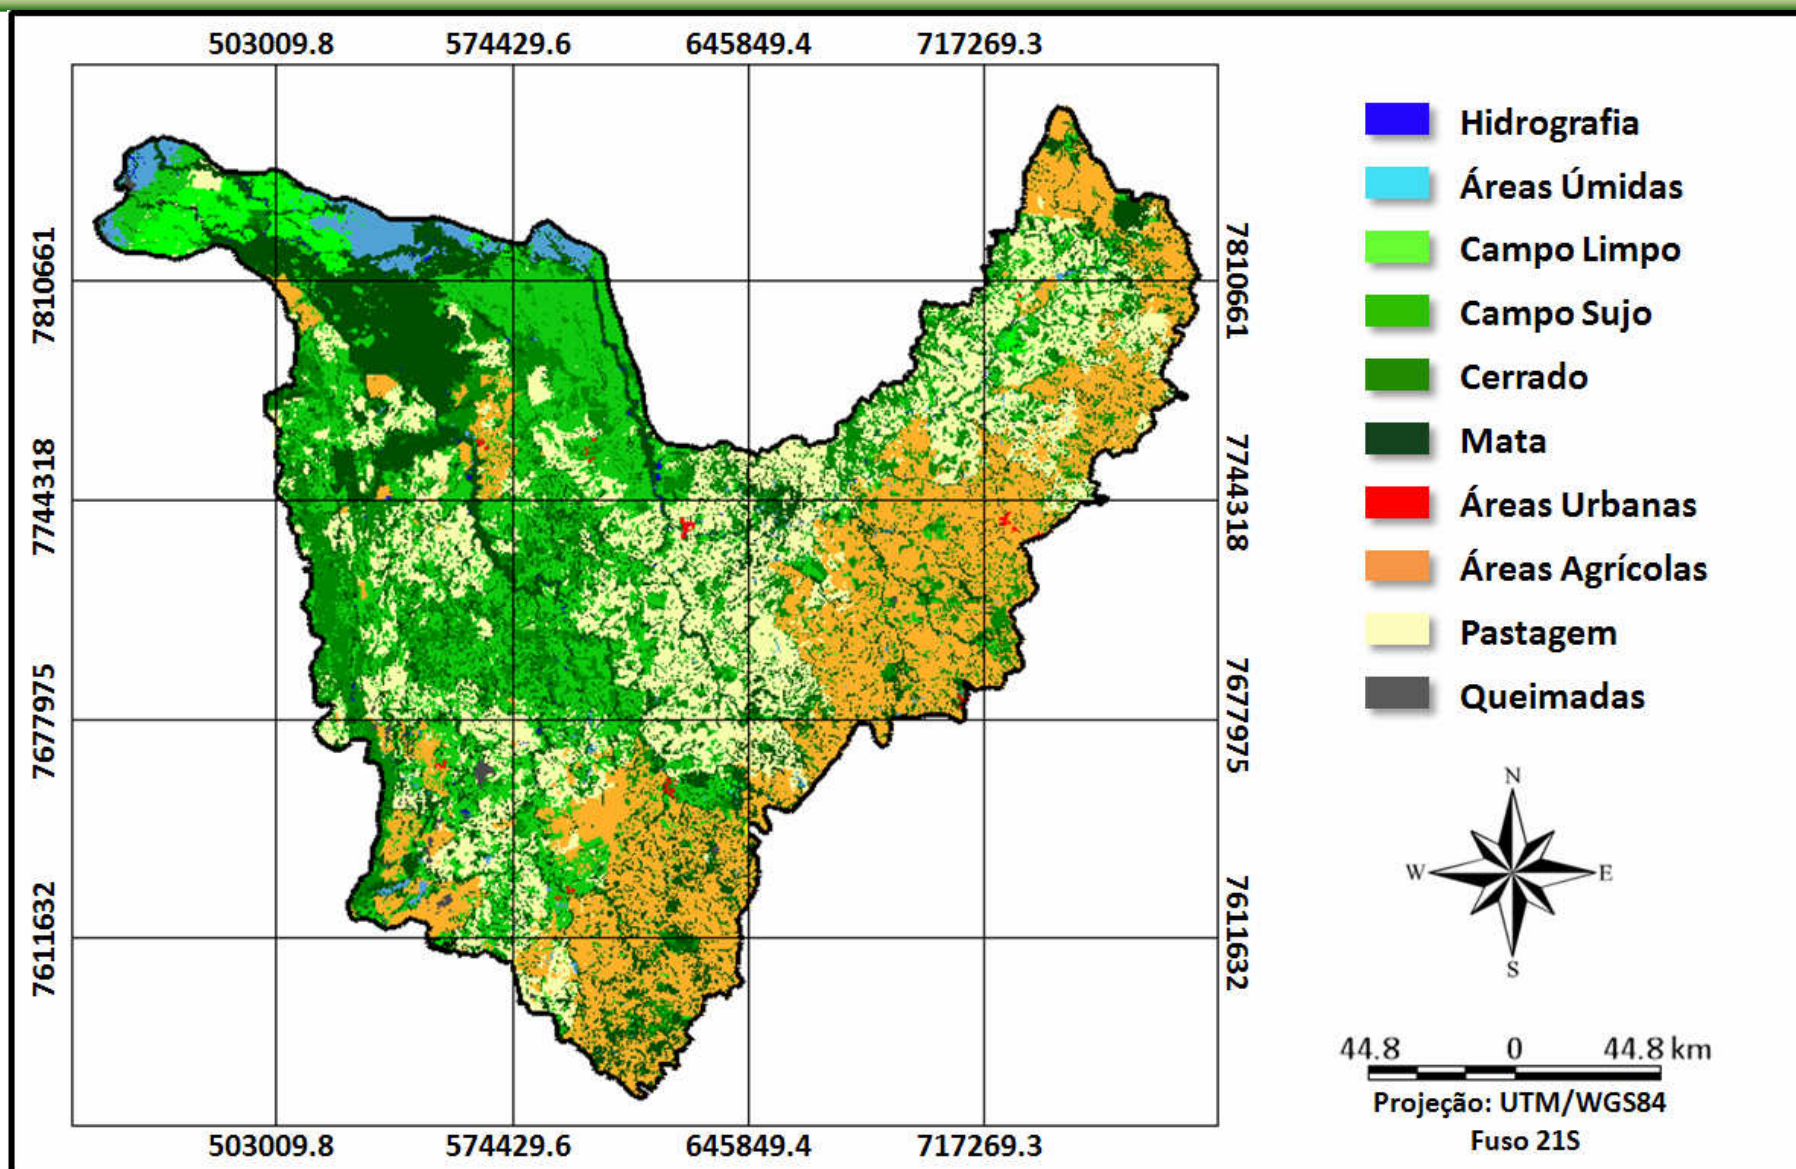 503009.8 574429.6 645849.4 717269.3
7810661
7744318
7677975
7611632
7810661
7744318
7677975
7611632
503009.8 574429.6 645849.4 717269.3
Hidrografia
Áreas Úmidas
Campo Limpo
Campo Sujo
Cerrado
Mata
Áreas Urbanas
Áreas Agrícolas
Pastagem
Queimadas
N
W E
S
44.8 0 44.8 km
Projeção: UTM/WGS84
Fuso 21S